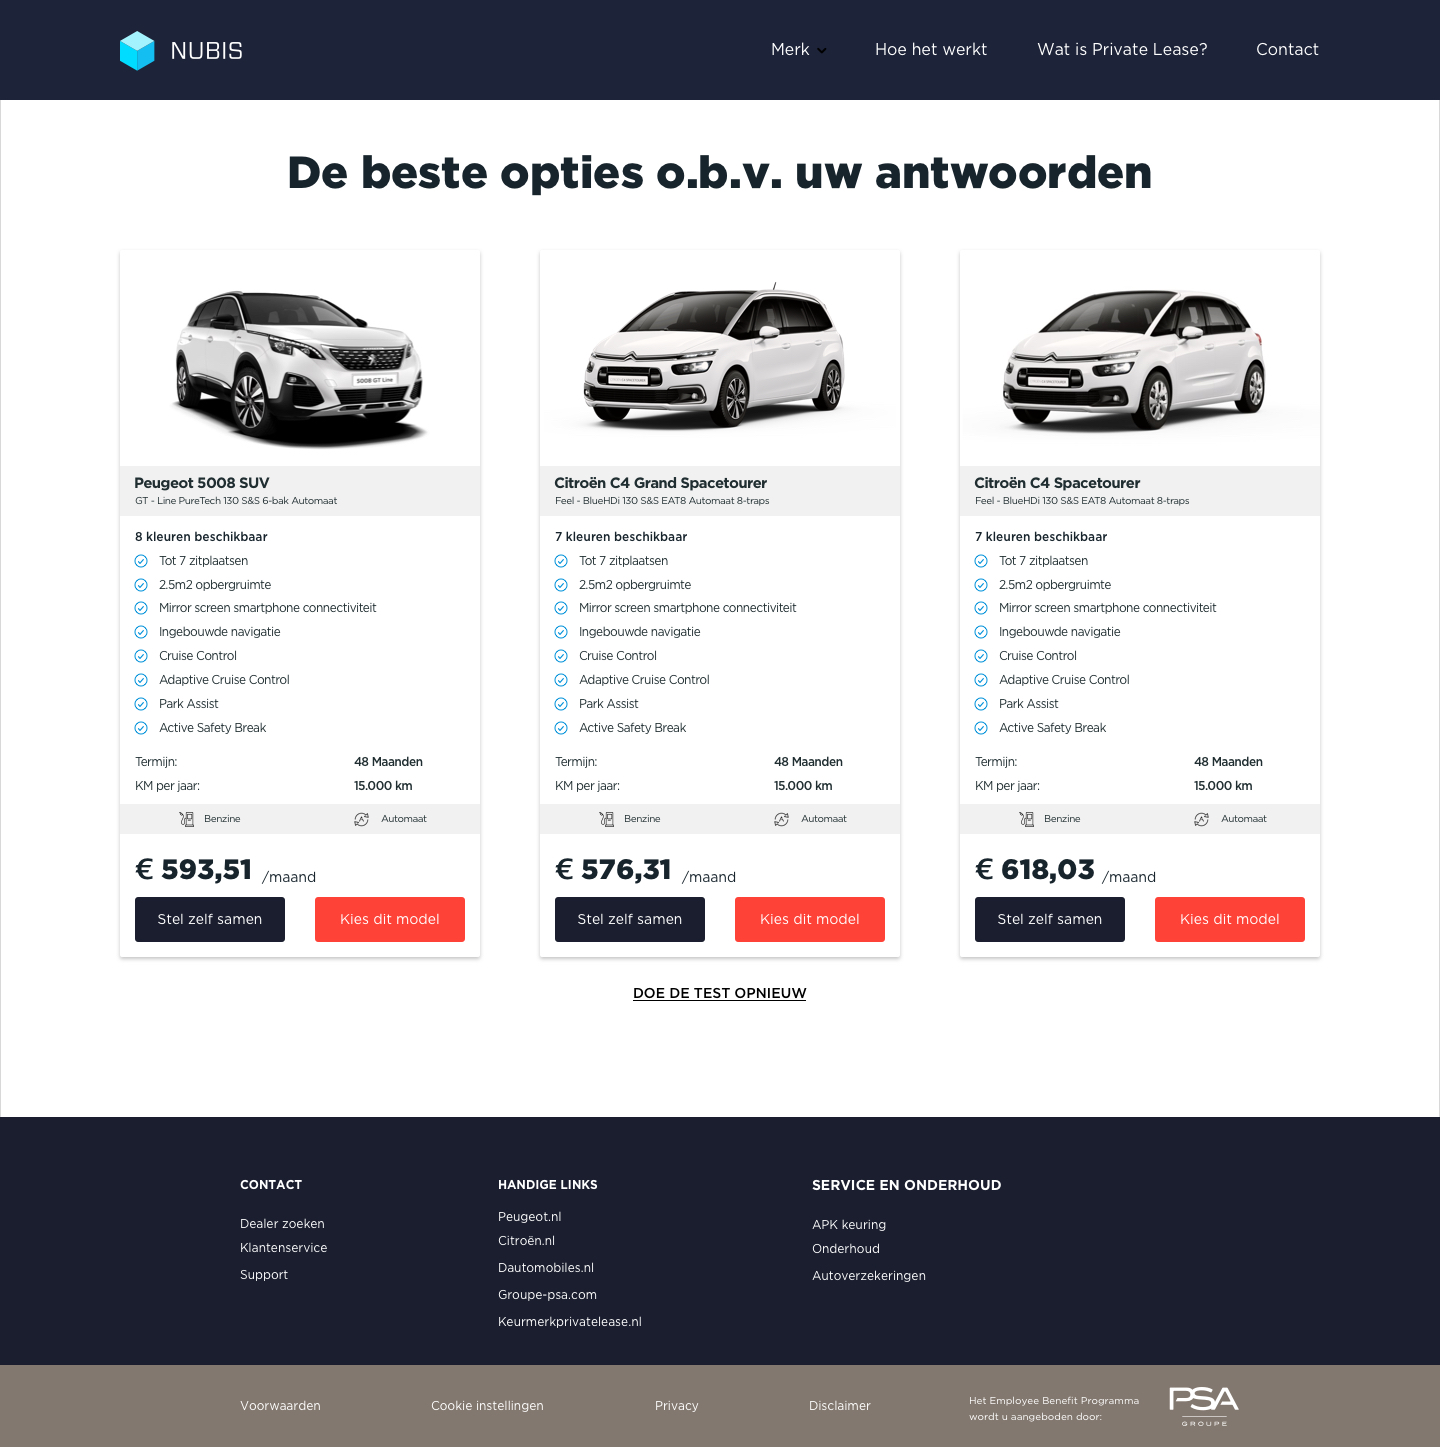 NUBIS
Merk
Hoe het werkt
Wat is Private Lease?
Contact
De beste opties o.b.v. uw antwoorden
5008 GT Line
Peugeot 5008 SUV
GT - Line PureTech 130 S&S 6-bak Automaat
8 kleuren beschikbaar
Tot 7 zitplaatsen
2.5m2 opbergruimte
Mirror screen smartphone connectiviteit
Ingebouwde navigatie
Cruise Control
Adaptive Cruise Control
Park Assist
Active Safety Break
Termijn: 48 Maanden
KM per jaar: 15.000 km
Benzine Automaat
€ 593,51 /maand
Stel zelf samen Kies dit model
Citroën C4 Grand Spacetourer
Feel - BlueHDi 130 S&S EAT8 Automaat 8-traps
7 kleuren beschikbaar
Tot 7 zitplaatsen
2.5m2 opbergruimte
Mirror screen smartphone connectiviteit
Ingebouwde navigatie
Cruise Control
Adaptive Cruise Control
Park Assist
Active Safety Break
Termijn: 48 Maanden
KM per jaar: 15.000 km
Benzine Automaat
€ 576,31 /maand
Stel zelf samen Kies dit model
Citroën C4 Spacetourer
Feel - BlueHDi 130 S&S EAT8 Automaat 8-traps
7 kleuren beschikbaar
Tot 7 zitplaatsen
2.5m2 opbergruimte
Mirror screen smartphone connectiviteit
Ingebouwde navigatie
Cruise Control
Adaptive Cruise Control
Park Assist
Active Safety Break
Termijn: 48 Maanden
KM per jaar: 15.000 km
Benzine Automaat
€ 618,03 /maand
Stel zelf samen Kies dit model
DOE DE TEST OPNIEUW
CONTACT
Dealer zoeken
Klantenservice
Support
HANDIGE LINKS
Peugeot.nl
Citroën.nl
Dautomobiles.nl
Groupe-psa.com
Keurmerkprivatelease.nl
SERVICE EN ONDERHOUD
APK keuring
Onderhoud
Autoverzekeringen
Voorwaarden
Cookie instellingen
Privacy
Disclaimer
Het Employee Benefit Programma
wordt u aangeboden door:
PSA
GROUPE